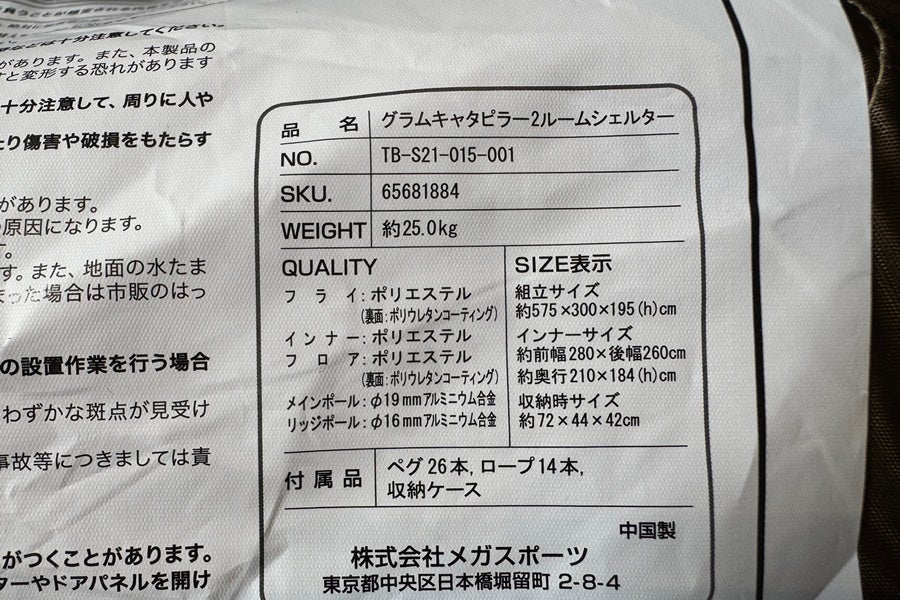 十分注意してください。
があります。また、本製品の
と変形する恐れがあります
十分注意して、周りに人や
たり傷害や破損をもたらす
があります。
原因になります。
す。また、地面の水たま
まった場合は市販のはっ
の設置作業を行う場合
わずかな斑点が見受け
事故等につきましては責
がつくことがあります。
ターやドアパネルを開け
品 名 グラムキャタピラー2ルームシェルター
NO. TB-S21-015-001
SKU. 65681884
WEIGHT 約25.0kg
QUALITY
フライ:ポリエステル
(裏面:ポリウレタンコーティング)
インナー:ポリエステル
フロア:ポリエステル
(裏面:ポリウレタンコーティング)
メインポール:φ19mmアルミニウム合金
リッジポール:φ16mmアルミニウム合金
SIZE表示
組立サイズ
約575×300×195(h)cm
インナーサイズ
約前幅280×後幅260cm
約奥行210×184(h)cm
収納時サイズ
約72×44×42cm
付属品 ペグ26本,ロープ14本,
収納ケース
中国製
株式会社メガスポーツ
東京都中央区日本橋堀留町 2-8-4